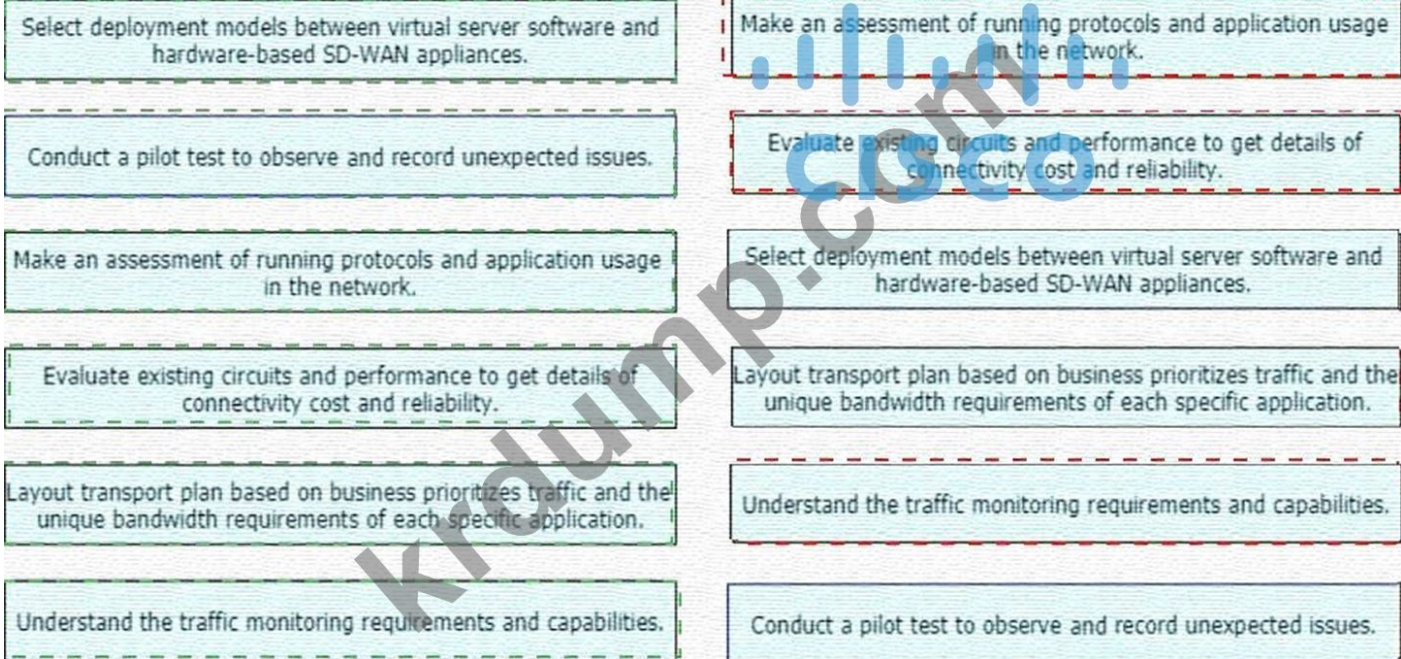 Select deployment models between virtual server software and
hardware-based SD-WAN appliances.
Conduct a pilot test to observe and record unexpected issues.
Make an assessment of running protocols and application usage
in the network.
Evaluate existing circuits and performance to get details of
connectivity cost and reliability.
Layout transport plan based on business prioritizes traffic and the
unique bandwidth requirements of each specific application.
Understand the traffic monitoring requirements and capabilities.
Make an assessment of running protocols and application usage
in the network.
Evaluate existing circuits and performance to get details of
connectivity cost and reliability.
Select deployment models between virtual server software and
hardware-based SD-WAN appliances.
Layout transport plan based on business prioritizes traffic and the
unique bandwidth requirements of each specific application.
Understand the traffic monitoring requirements and capabilities.
Conduct a pilot test to observe and record unexpected issues.
CISCO
krdump.com